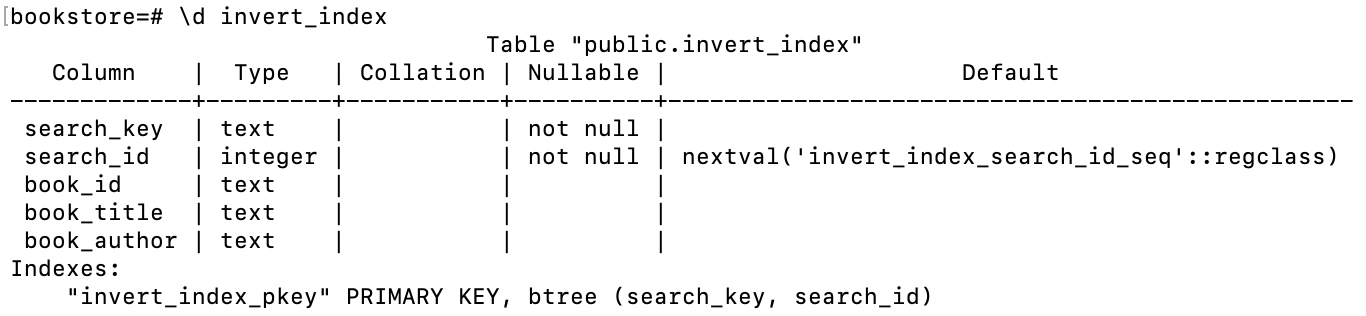 [bookstore=# \d invert_index
                                  Table "public.invert_index"
   Column    |  Type   | Collation | Nullable |                      Default
-------------+---------+-----------+----------+-------------------------------------------------
 search_key  | text    |           | not null |
 search_id   | integer |           | not null | nextval('invert_index_search_id_seq'::regclass)
 book_id     | text    |           |          |
 book_title  | text    |           |          |
 book_author | text    |           |          |
Indexes:
    "invert_index_pkey" PRIMARY KEY, btree (search_key, search_id)